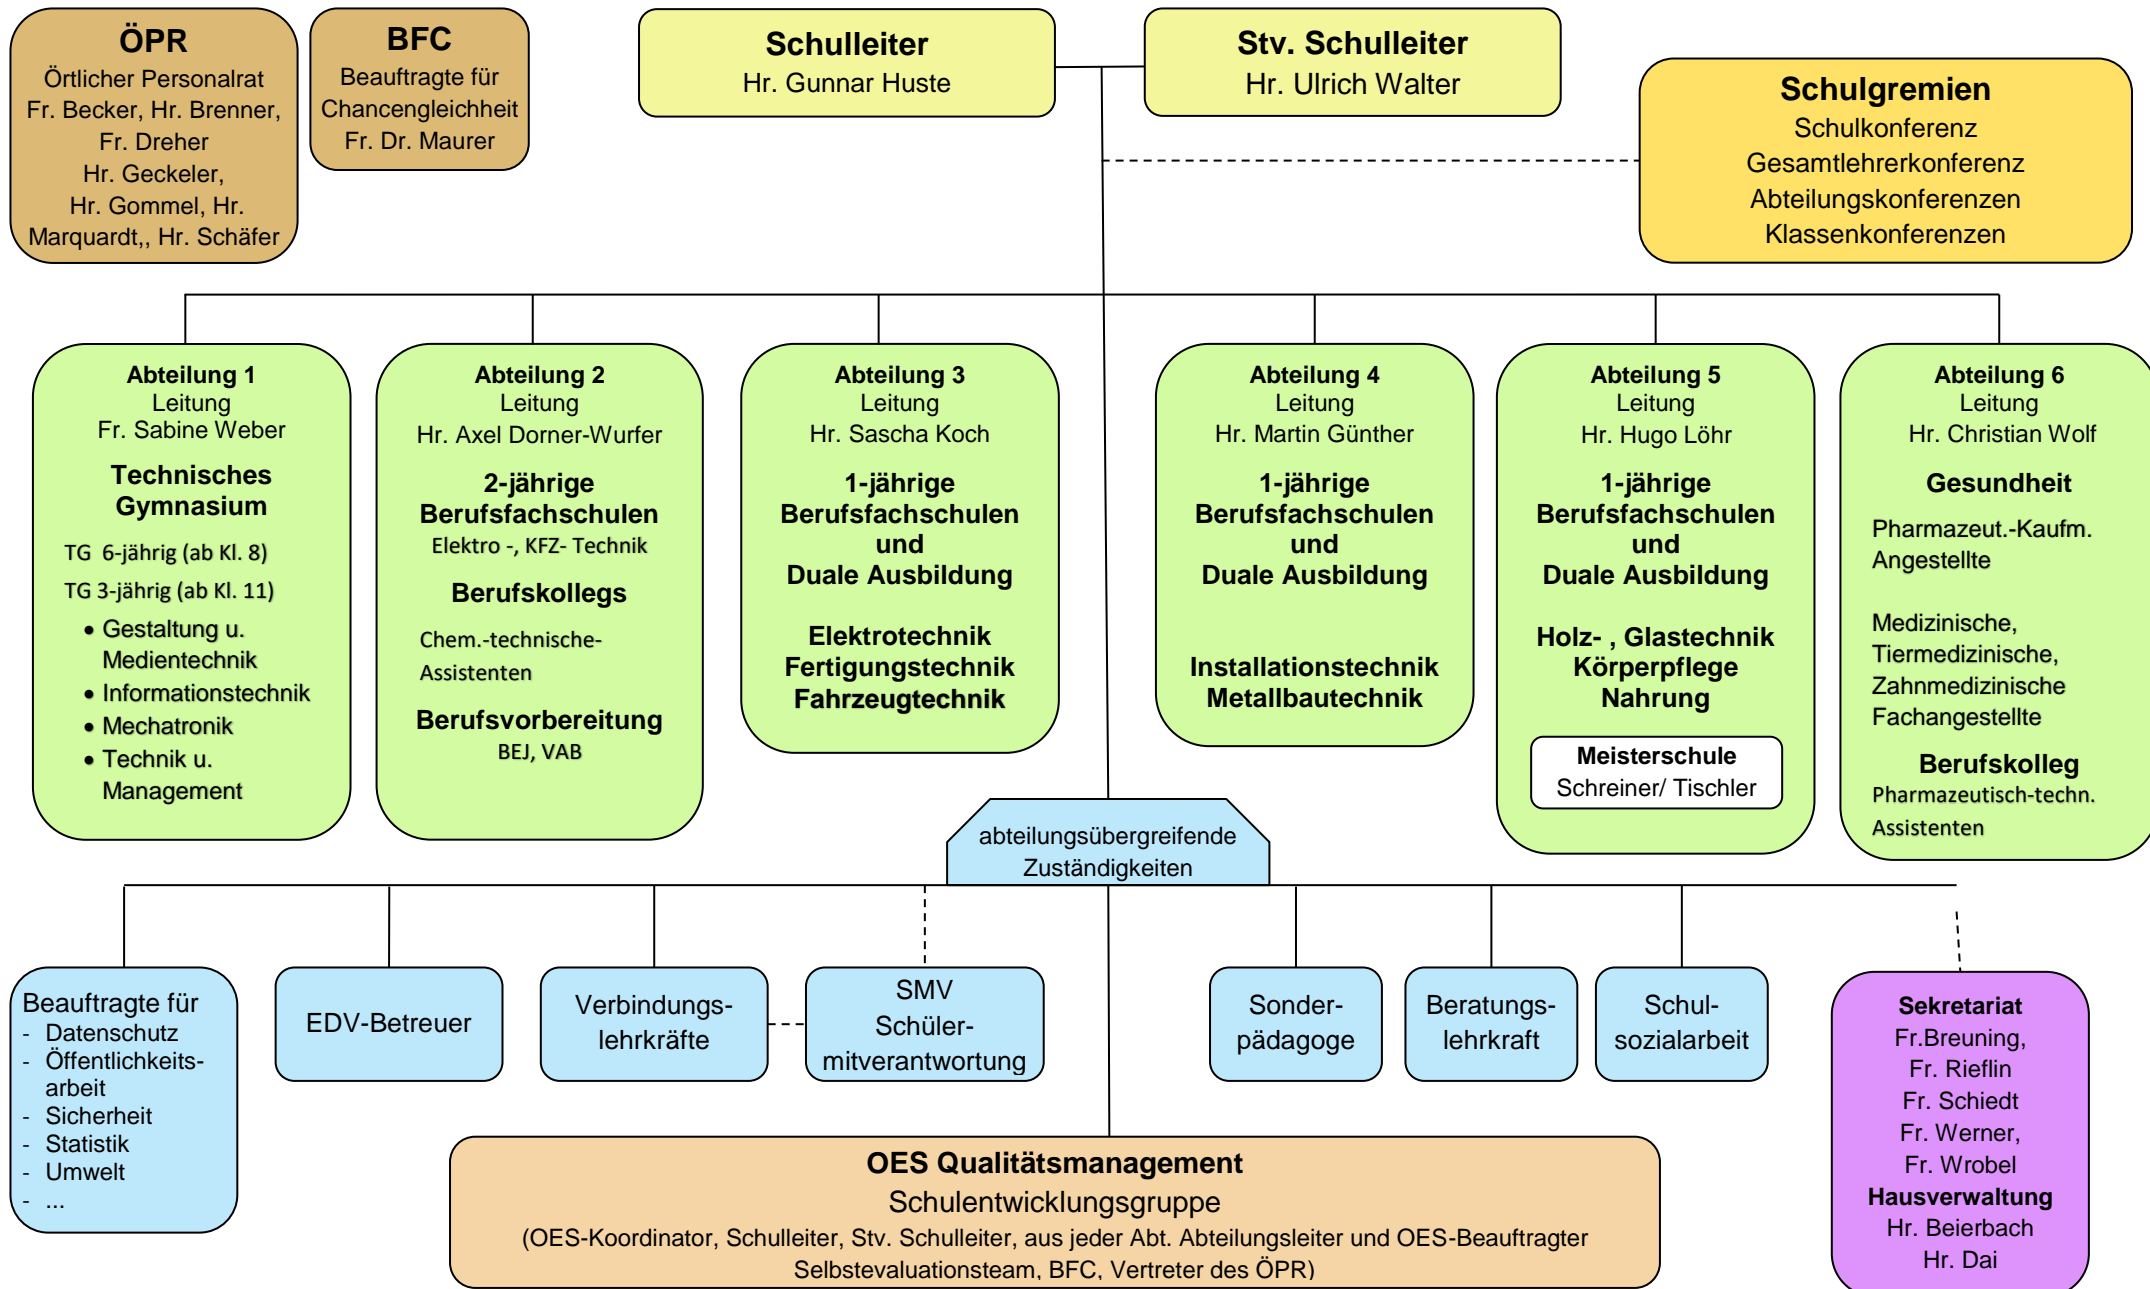 ÖPR
Örtlicher Personalrat
Fr. Becker, Hr. Brenner,
Fr. Dreher
Hr. Geckeler,
Hr. Gommel, Hr.
Marquardt,, Hr. Schäfer
BFC
Beauftragte für
Chancengleichheit
Fr. Dr. Maurer
Schulleiter
Hr. Gunnar Huste
Stv. Schulleiter
Hr. Ulrich Walter
Schulgremien
Schulkonferenz
Gesamtlehrerkonferenz
Abteilungskonferenzen
Klassenkonferenzen
Abteilung 1
Leitung
Fr. Sabine Weber
Technisches
Gymnasium
TG 6-jährig (ab Kl. 8)
TG 3-jährig (ab Kl. 11)
• Gestaltung u.
Medientechnik
• Informationstechnik
• Mechatronik
• Technik u.
Management
Abteilung 2
Leitung
Hr. Axel Dorner-Wurfer
2-jährige
Berufsfachschulen
Elektro -, KFZ- Technik
Berufskollegs
Chem.-technische-
Assistenten
Berufsvorbereitung
BEJ, VAB
Abteilung 3
Leitung
Hr. Sascha Koch
1-jährige
Berufsfachschulen
und
Duale Ausbildung
Elektrotechnik
Fertigungstechnik
Fahrzeugtechnik
Abteilung 4
Leitung
Hr. Martin Günther
1-jährige
Berufsfachschulen
und
Duale Ausbildung
Installationstechnik
Metallbautechnik
Abteilung 5
Leitung
Hr. Hugo Löhr
1-jährige
Berufsfachschulen
und
Duale Ausbildung
Holz- , Glastechnik
Körperpflege
Nahrung
Meisterschule
Schreiner/ Tischler
Abteilung 6
Leitung
Hr. Christian Wolf
Gesundheit
Pharmazeut.-Kaufm.
Angestellte
Medizinische,
Tiermedizinische,
Zahnmedizinische
Fachangestellte
Berufskolleg
Pharmazeutisch-techn.
Assistenten
abteilungsübergreifende
Zuständigkeiten
Beauftragte für
- Datenschutz
- Öffentlichkeits-
arbeit
- Sicherheit
- Statistik
- Umwelt
- ...
EDV-Betreuer
Verbindungs-
lehrkräfte
SMV
Schüler-
mitverantwortung
Sonder-
pädagoge
Beratungs-
lehrkraft
Schul-
sozialarbeit
Sekretariat
Fr.Breuning,
Fr. Rieflin
Fr. Schiedt
Fr. Werner,
Fr. Wrobel
Hausverwaltung
Hr. Beierbach
Hr. Dai
OES Qualitätsmanagement
Schulentwicklungsgruppe
(OES-Koordinator, Schulleiter, Stv. Schulleiter, aus jeder Abt. Abteilungsleiter und OES-Beauftragter
Selbstevaluationsteam, BFC, Vertreter des ÖPR)